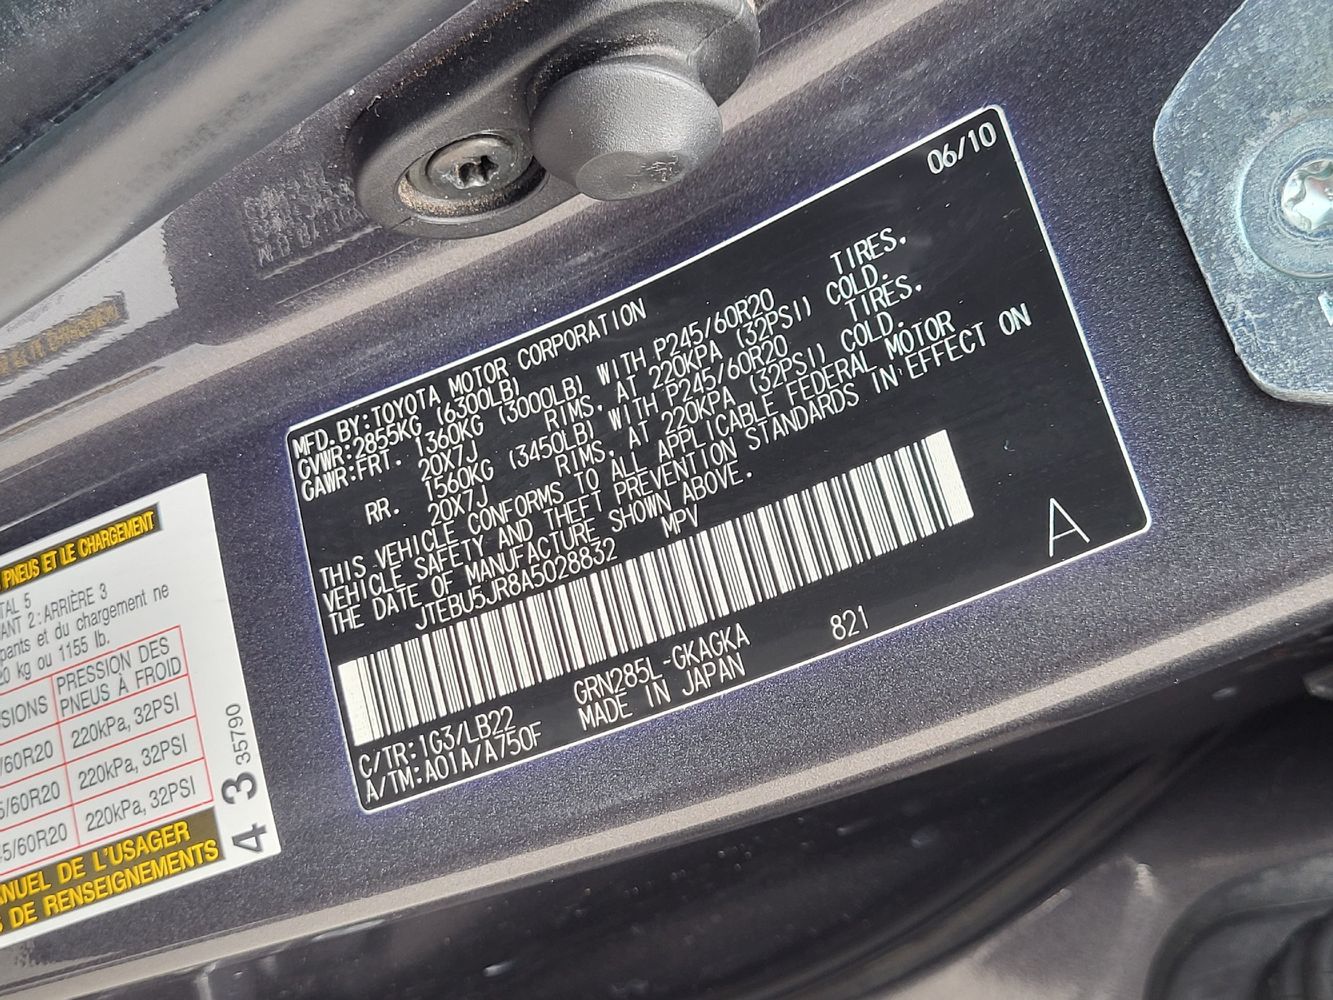 06/10
MFD. BY: TOYOTA MOTOR CORPORATION
GVWR: 2855KG (6300LB)
GAWR: FRT. 1360KG (3000LB) WITH P245/60R20 TIRES,
20X7J RIMS, AT 220KPA (32PSI) COLD.
RR. 1560KG (3450LB) WITH P245/60R20 TIRES,
20X7J RIMS, AT 220KPA (32PSI) COLD.
THIS VEHICLE CONFORMS TO ALL APPLICABLE FEDERAL MOTOR
VEHICLE SAFETY AND THEFT PREVENTION STANDARDS IN EFFECT ON
THE DATE OF MANUFACTURE SHOWN ABOVE.
JTEBU5JR8A5028832 MPV
C/TR: 1G3/LB22 GRN285L-GKAGKA 821
A/TM: A01A/A750F MADE IN JAPAN
A
PNEUS ET LE CHARGEMENT
TAL 5
ANT 2: ARRIÈRE 3
pants et du chargement ne
20 kg ou 1155 lb.
SIONS PRESSION DES
PNEUS À FROID
/60R20 220kPa, 32PSI
5/60R20 220kPa, 32PSI
45/60R20 220kPa, 32PSI
NUEL DE L'USAGER
DE RENSEIGNEMENTS
4 3 35790